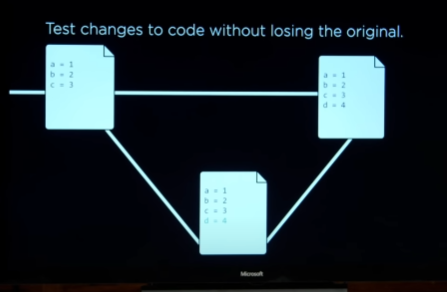 Test changes to code without losing the original.
a = 1
b = 2
c = 3
a = 1
b = 2
c = 3
d = 4
a = 1
b = 2
c = 3
d = 4
Microsoft